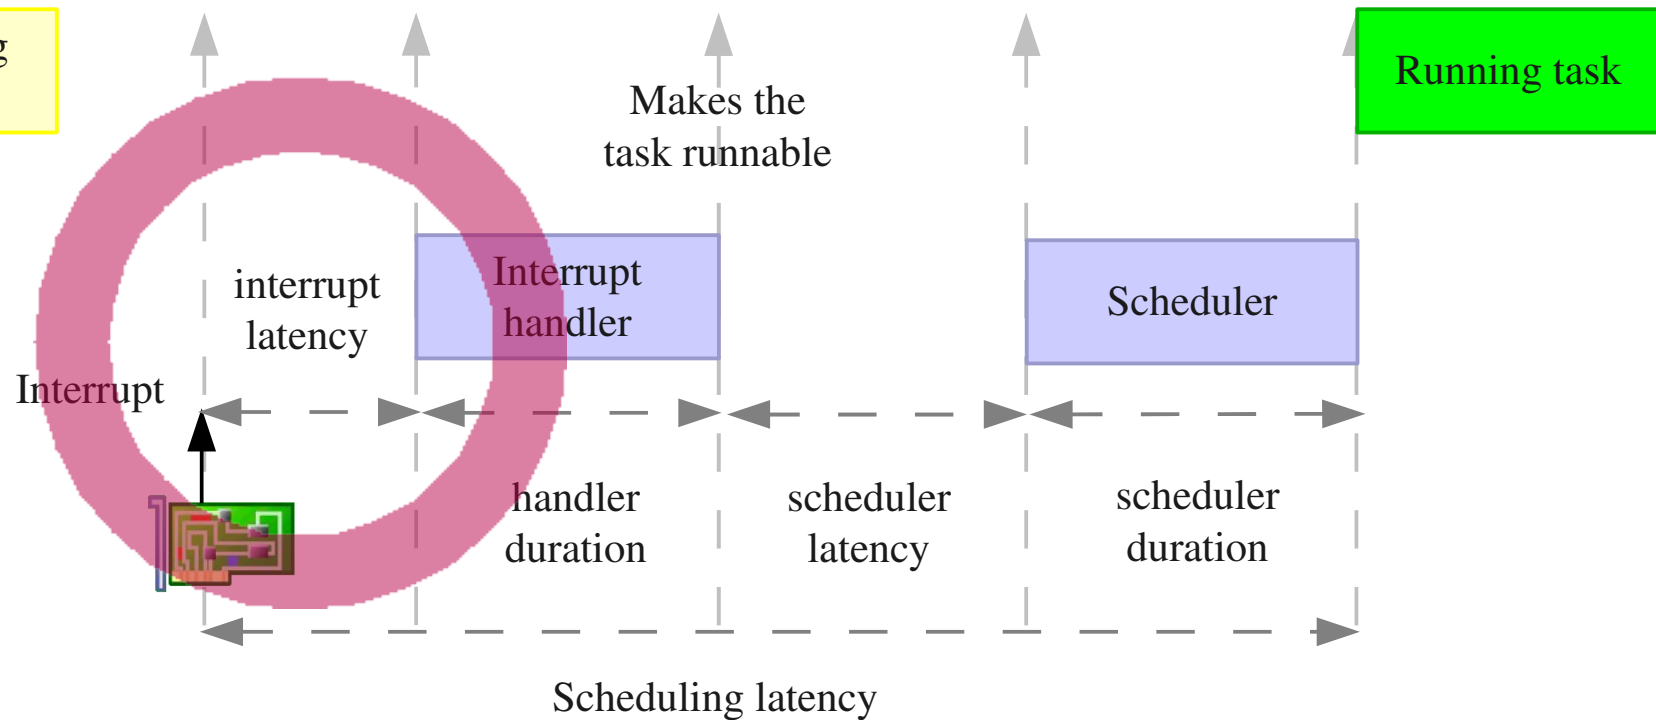 Running task
Makes the
task runnable
interrupt
latency
Interrupt
handler
Scheduler
Interrupt
handler
duration
scheduler
latency
scheduler
duration
Scheduling latency